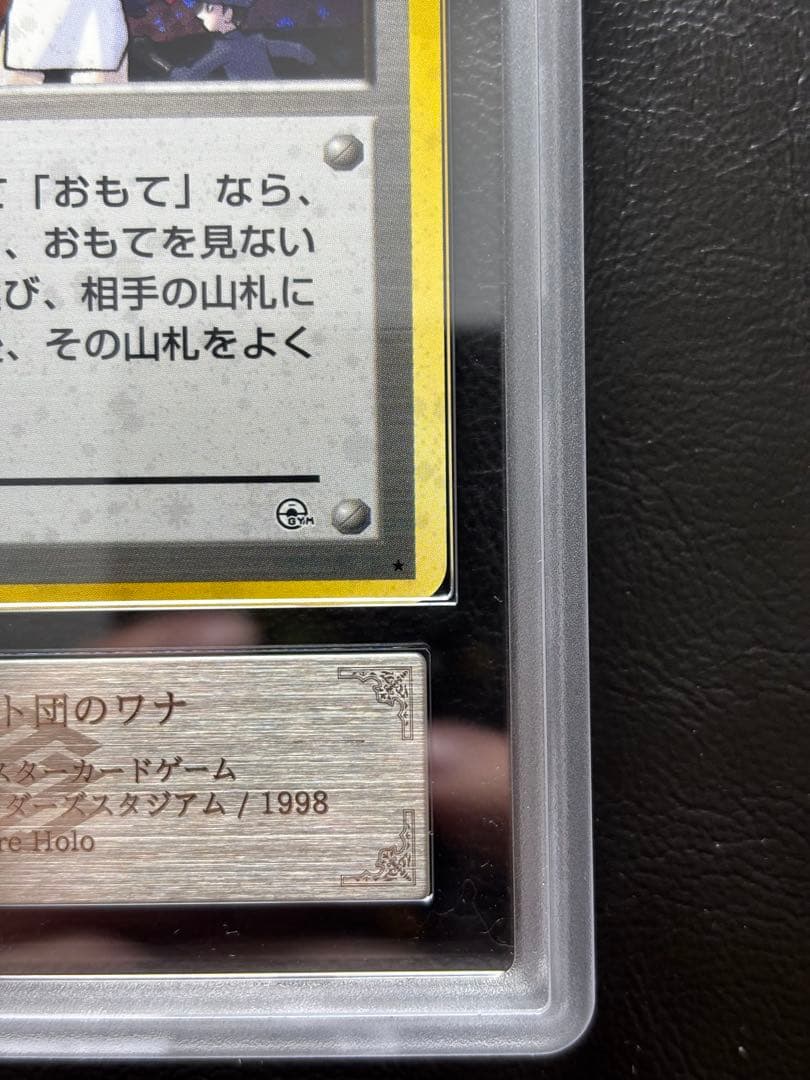 て「おもて」なら、
、おもてを見ない
び、相手の山札に
、その山札をよく
GYM
ト団のワナ
スターカードゲーム
ダーズスタジアム / 1998
re Holo